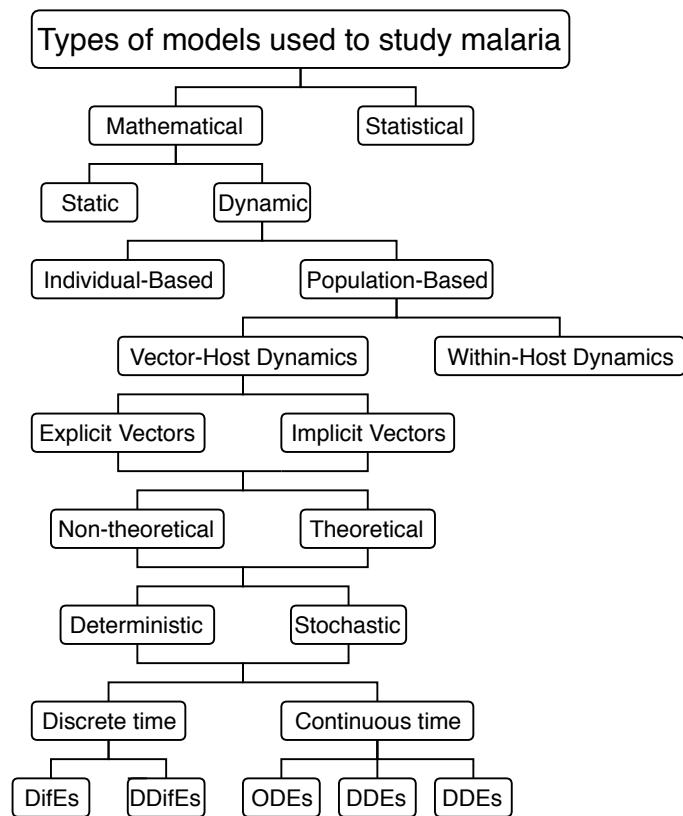 Types of models used to study malaria
Mathematical
Statistical
Static
Dynamic
Individual-Based
Population-Based
Vector-Host Dynamics
Within-Host Dynamics
Explicit Vectors
Implicit Vectors
Non-theoretical
Theoretical
Deterministic
Stochastic
Discrete time
Continuous time
DifEs
DDifEs
ODEs
DDEs
DDEs